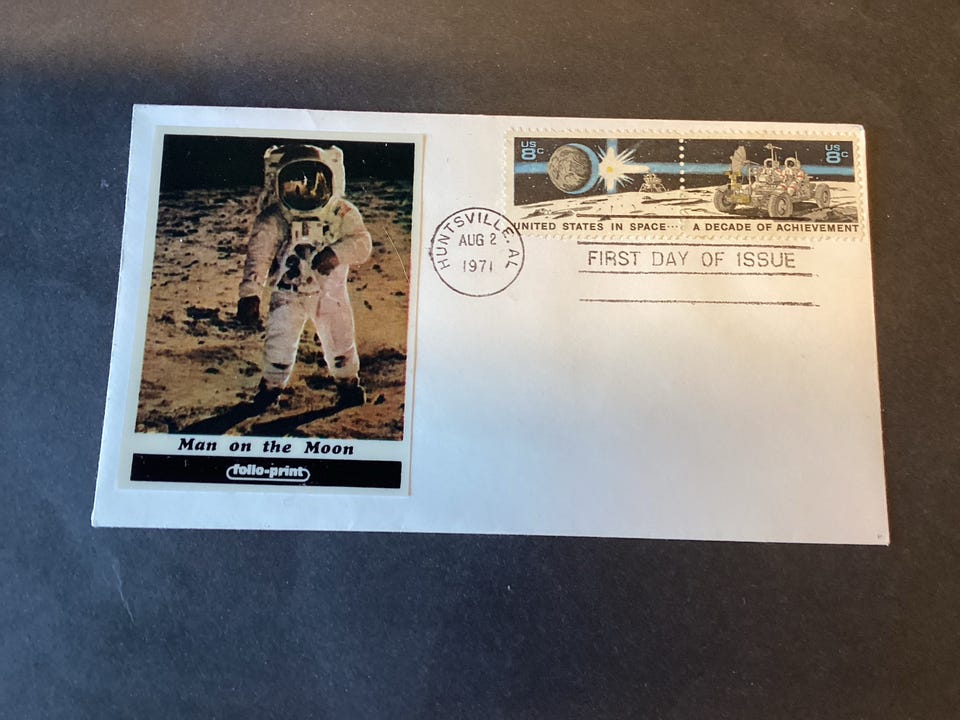 US
8c
US
8c
UNITED STATES IN SPACE... A DECADE OF ACHIEVEMENT
HUNTSVILLE, AL
AUG 2
1971
FIRST DAY OF ISSUE
Man on the Moon
follo-print